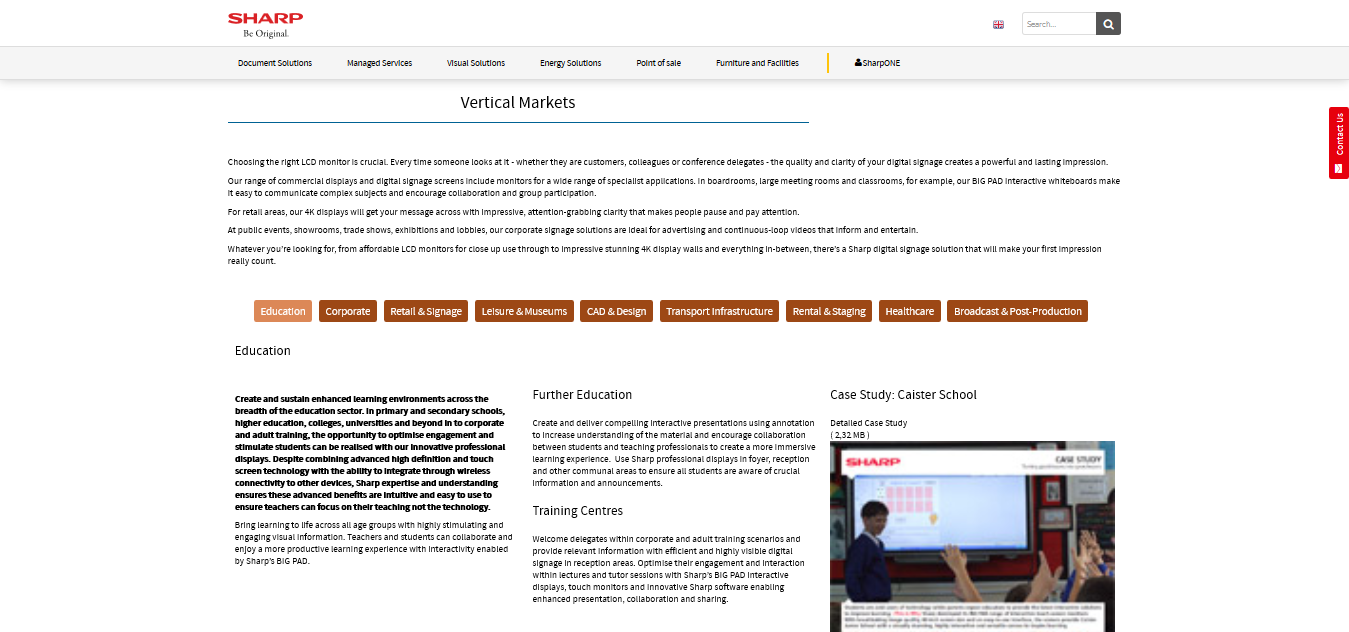 SHARP
Be Original.
Search...
Document Solutions
Managed Services
Visual Solutions
Energy Solutions
Point of sale
Furniture and Facilities
SharpONE
Contact Us
Vertical Markets
Choosing the right LCD monitor is crucial. Every time someone looks at it - whether they are customers, colleagues or conference delegates - the quality and clarity of your digital signage creates a powerful and lasting impression.
Our range of commercial displays and digital signage screens include monitors for a wide range of specialist applications. In boardrooms, large meeting rooms and classrooms, for example, our BIG PAD interactive whiteboards make
it easy to communicate complex subjects and encourage collaboration and group participation.
For retail areas, our 4K displays will get your message across with impressive, attention-grabbing clarity that makes people pause and pay attention.
At public events, showrooms, trade shows, exhibitions and lobbies, our corporate signage solutions are ideal for advertising and continuous-loop videos that inform and entertain.
Whatever you're looking for, from affordable LCD monitors for close up use through to impressive stunning 4K display walls and everything in-between, there's a Sharp digital signage solution that will make your first impression
really count.
Education
Corporate
Retail & Signage
Leisure & Museums
CAD & Design
Transport Infrastructure
Rental & Staging
Healthcare
Broadcast & Post-Production
Education
Create and sustain enhanced learning environments across the
breadth of the education sector. In primary and secondary schools,
higher education, colleges, universities and beyond in to corporate
and adult training, the opportunity to optimise engagement and
stimulate students can be realised with our innovative professional
displays. Despite combining advanced high definition and touch
screen technology with the ability to integrate through wireless
connectivity to other devices, Sharp expertise and understanding
ensures these advanced benefits are intuitive and easy to use to
ensure teachers can focus on their teaching not the technology.
Bring learning to life across all age groups with highly stimulating and
engaging visual information. Teachers and students can collaborate and
enjoy a more productive learning experience with interactivity enabled
by Sharp's BIG PAD.
Further Education
Create and deliver compelling interactive presentations using annotation
to increase understanding of the material and encourage collaboration
between students and teaching professionals to create a more immersive
learning experience. Use Sharp professional displays in foyer, reception
and other communal areas to ensure all students are aware of crucial
information and announcements.
Training Centres
Welcome delegates within corporate and adult training scenarios and
provide relevant information with efficient and highly visible digital
signage in reception areas. Optimise their engagement and interaction
within lectures and tutor sessions with Sharp's BIG PAD interactive
displays, touch monitors and innovative Sharp software enabling
enhanced presentation, collaboration and sharing.
Case Study: Caister School
Detailed Case Study
( 2,32 MB )
SHARP
CASE STUDY